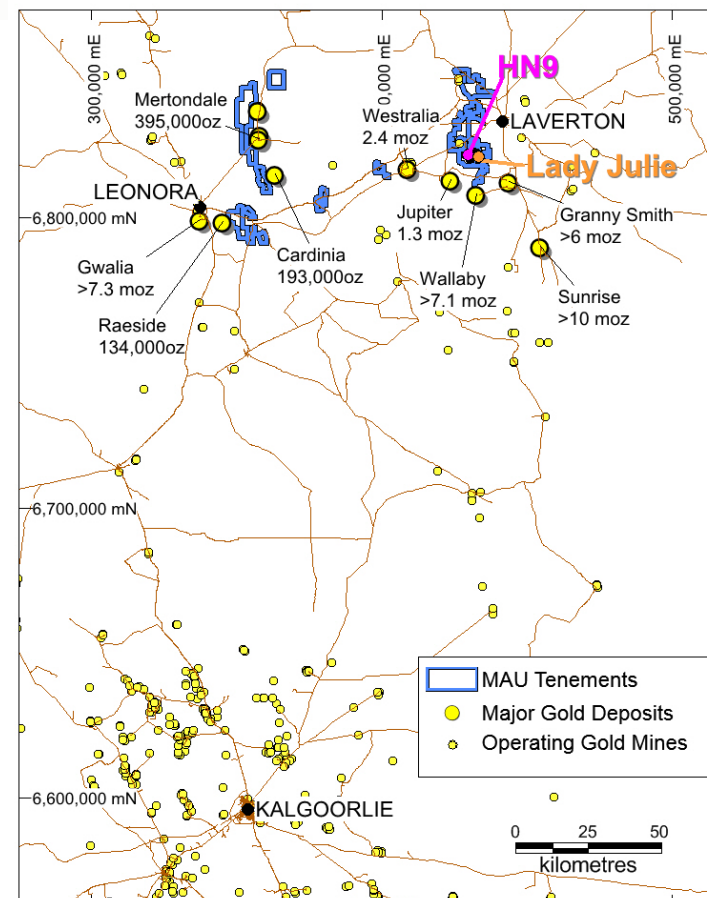 300,000 mE
0,000 mE
500,000 mE
HN9
Mertondale
395,000oz
Westralia
2.4 moz
LAVERTON
Lady Julie
LEONORA
6,800,000 mN
Jupiter
1.3 moz
Granny Smith
>6 moz
Gwalia
>7.3 moz
Cardinia
193,000oz
Wallaby
>7.1 moz
Sunrise
>10 moz
Raeside
134,000oz
6,700,000 mN
MAU Tenements
Major Gold Deposits
Operating Gold Mines
6,600,000 mN
KALGOORLIE
0 25 50
kilometres